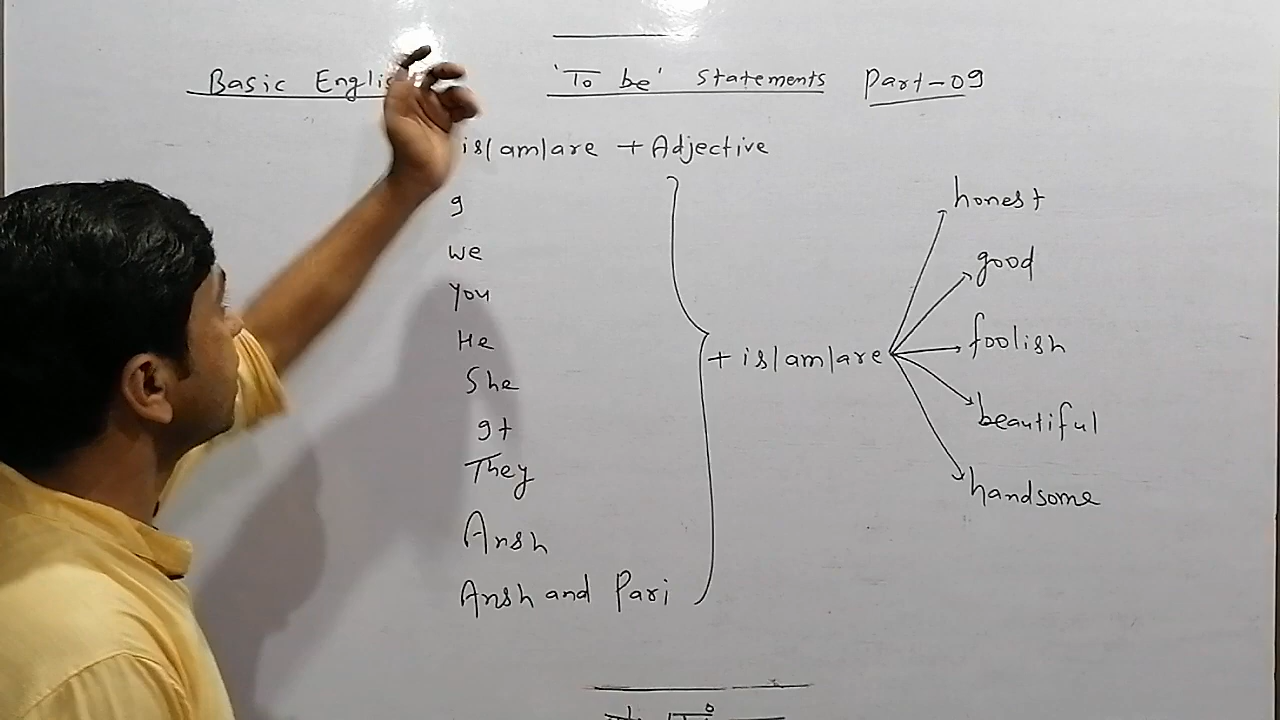 Basic Englis 'To be' Statements Part-09
is/am/are + Adjective
I
we
You
He
She
It
They
Ansh
Ansh and Pari
+ is/am/are
honest
good
foolish
beautiful
handsome